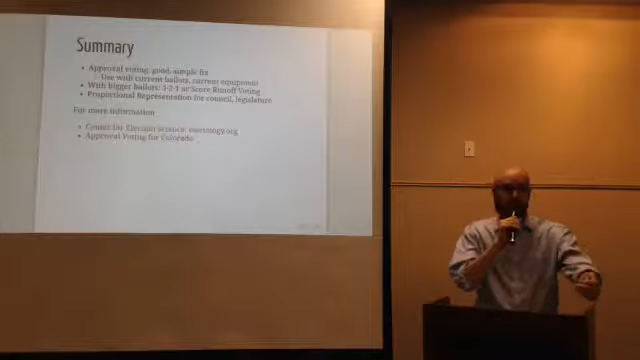 Summary
• Approval voting: good, simple fix
Use with current ballots, current equipment
• With bigger ballots: 3-2-1 or Score Runoff Voting
• Proportional Representation for council, legislature
For more information
• Center for Election Science: electology.org
• Approval Voting for Colorado